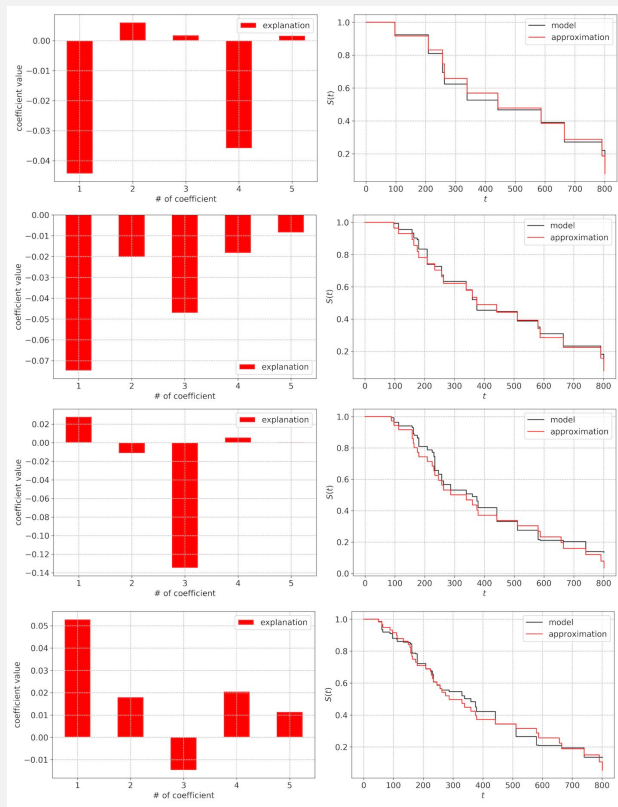 explanation
0.00
−0.01
−0.02
−0.03
−0.04
coefficient value
1 2 3 4 5
# of coefficient
model
approximation
1.0
0.8
0.6
0.4
0.2
S(t)
0 100 200 300 400 500 600 700 800
t
0.00
−0.01
−0.02
−0.03
−0.04
−0.05
−0.06
−0.07
coefficient value
explanation
1 2 3 4 5
# of coefficient
model
approximation
1.0
0.8
0.6
0.4
0.2
S(t)
0 100 200 300 400 500 600 700 800
t
explanation
0.02
0.00
−0.02
−0.04
−0.06
−0.08
−0.10
−0.12
−0.14
coefficient value
1 2 3 4 5
# of coefficient
model
approximation
1.0
0.8
0.6
0.4
0.2
0.0
S(t)
0 100 200 300 400 500 600 700 800
t
explanation
0.05
0.04
0.03
0.02
0.01
0.00
−0.01
coefficient value
1 2 3 4 5
# of coefficient
model
approximation
1.0
0.8
0.6
0.4
0.2
S(t)
0 100 200 300 400 500 600 700 800
t